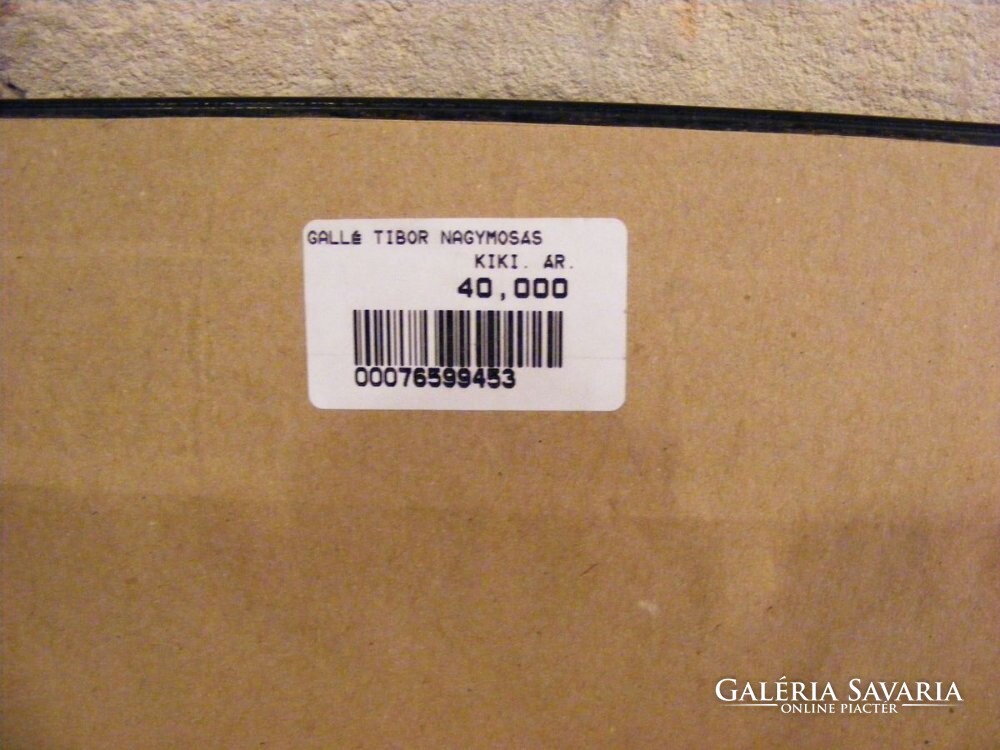 GALLé TIBOR NAGYMOSAS
KIKI. AR.
40,000
00076599453
GALÉRIA SAVARIA
ONLINE PIACTÉR